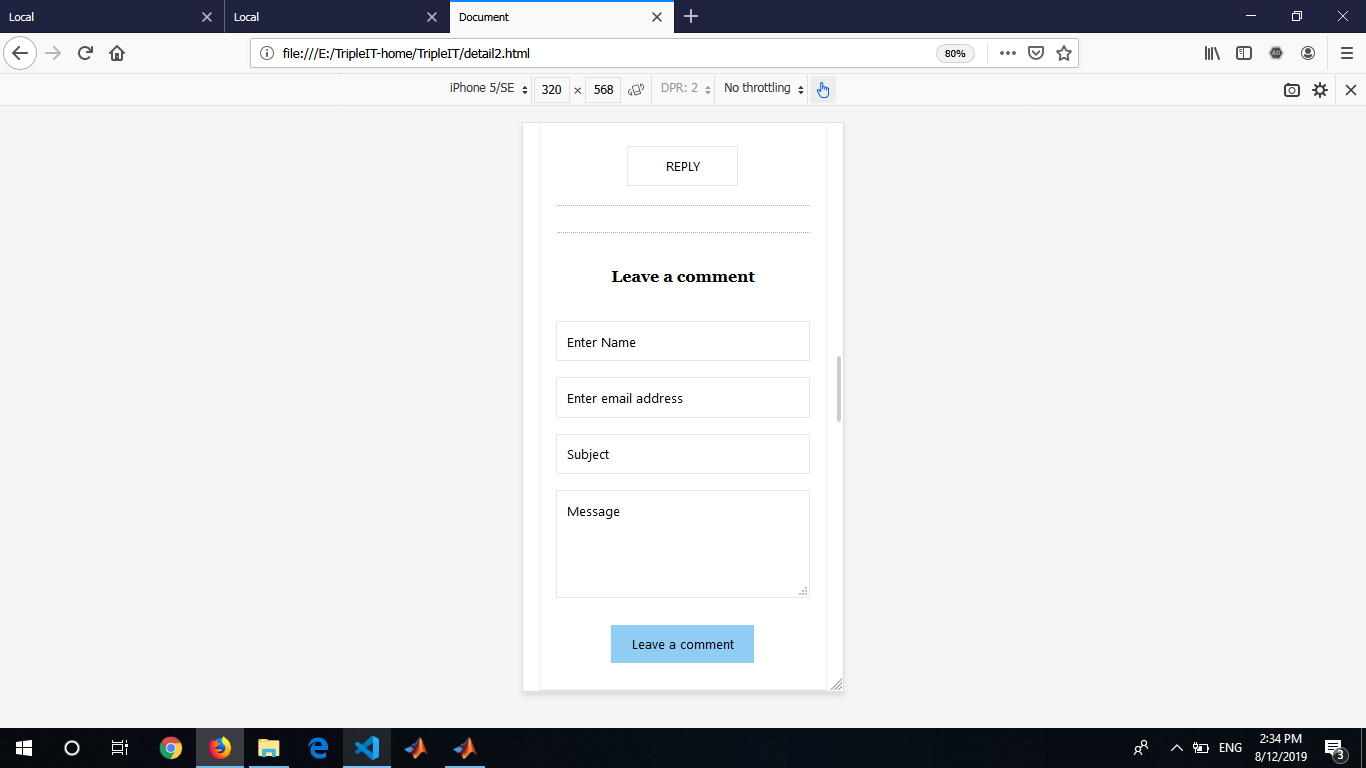 Local
Local
Document
file:///E:/TripleIT-home/TripleIT/detail2.html
80%
iPhone 5/SE
320 × 568
DPR: 2
No throttling
REPLY
Leave a comment
Enter Name
Enter email address
Subject
Message
Leave a comment
ENG
2:34 PM
8/12/2019
3